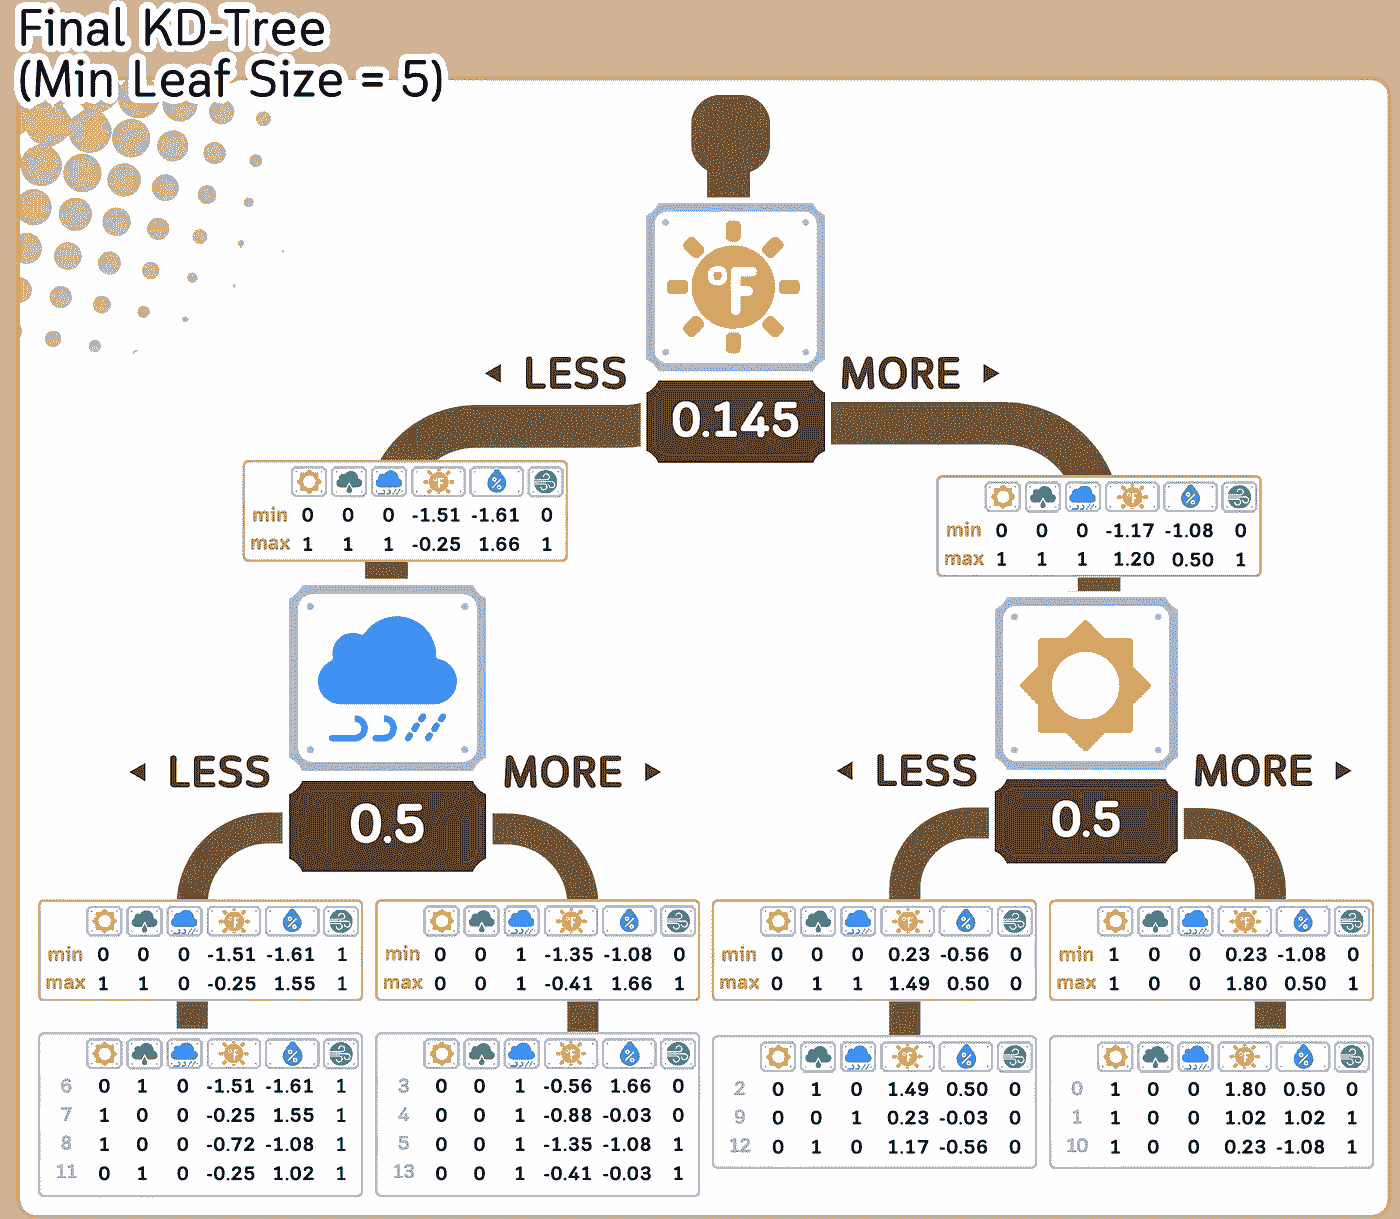 Final KD-Tree
(Min Leaf Size = 5)
°F
◂ LESS MORE ▸
0.145
°F %
min 0 0 0 -1.51 -1.61 0
max 1 1 1 -0.25 1.66 1
°F %
min 0 0 0 -1.17 -1.08 0
max 1 1 1 1.20 0.50 1
◂ LESS MORE ▸
0.5
◂ LESS MORE ▸
0.5
°F %
min 0 0 0 -1.51 -1.61 1
max 1 1 0 -0.25 1.55 1
°F %
min 0 0 1 -1.35 -1.08 0
max 0 0 1 -0.41 1.66 1
°F %
min 0 0 0 0.23 -0.56 0
max 0 1 1 1.49 0.50 0
°F %
min 1 0 0 0.23 -1.08 0
max 1 0 0 1.80 0.50 1
°F %
6 0 1 0 -1.51 -1.61 1
7 1 0 0 -0.25 1.55 1
8 1 0 0 -0.72 -1.08 1
11 0 1 0 -0.25 1.02 1
°F %
3 0 0 1 -0.56 1.66 0
4 0 0 1 -0.88 -0.03 0
5 0 0 1 -1.35 -1.08 1
13 0 0 1 -0.41 -0.03 1
°F %
2 0 1 0 1.49 0.50 0
9 0 0 1 0.23 -0.03 0
12 0 1 0 1.17 -0.56 0
°F %
0 1 0 0 1.80 0.50 0
1 1 0 0 1.02 1.02 1
10 1 0 0 0.23 -1.08 1